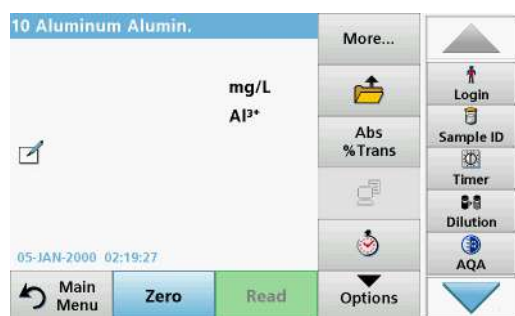 10 Aluminum Alumin.
mg/L
Al³⁺
05-JAN-2000 02:19:27
Main
Menu
Zero
Read
More...
Abs
%Trans
Options
Login
Sample ID
Timer
Dilution
AQA